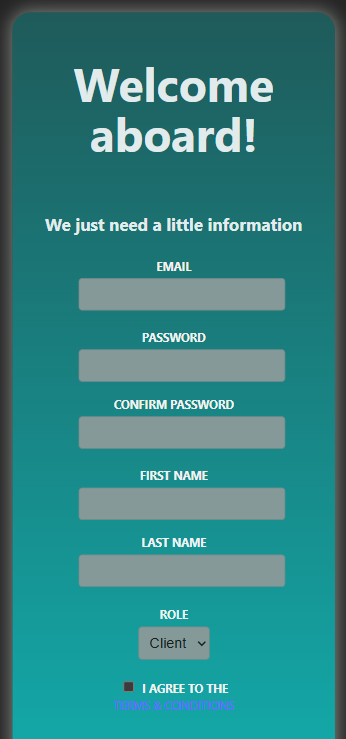 Welcome
aboard!
We just need a little information
EMAIL
PASSWORD
CONFIRM PASSWORD
FIRST NAME
LAST NAME
ROLE
Client
I AGREE TO THE
TERMS & CONDITIONS